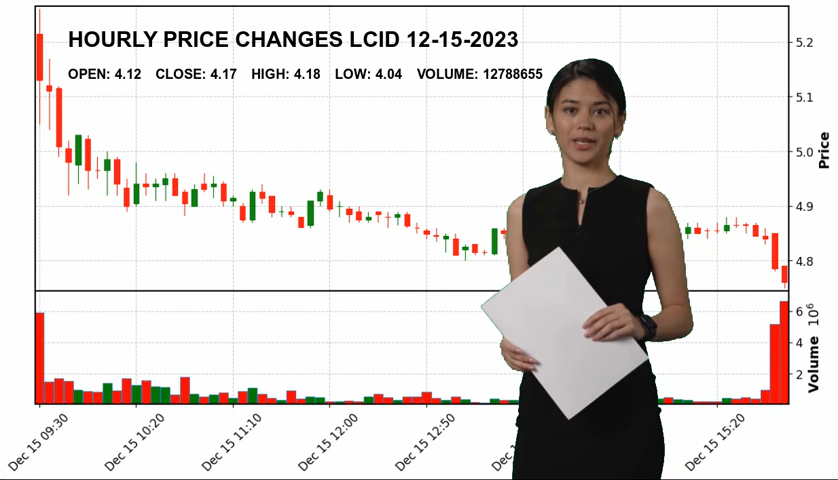 HOURLY PRICE CHANGES LCID 12-15-2023
OPEN: 4.12 CLOSE: 4.17 HIGH: 4.18 LOW: 4.04 VOLUME: 12788655
5.2
5.1
5.0
4.9
4.8
Price
6
4
2
Volume 10^6
Dec 15 09:30
Dec 15 10:20
Dec 15 11:10
Dec 15 12:00
Dec 15 12:50
Dec 15 15:20